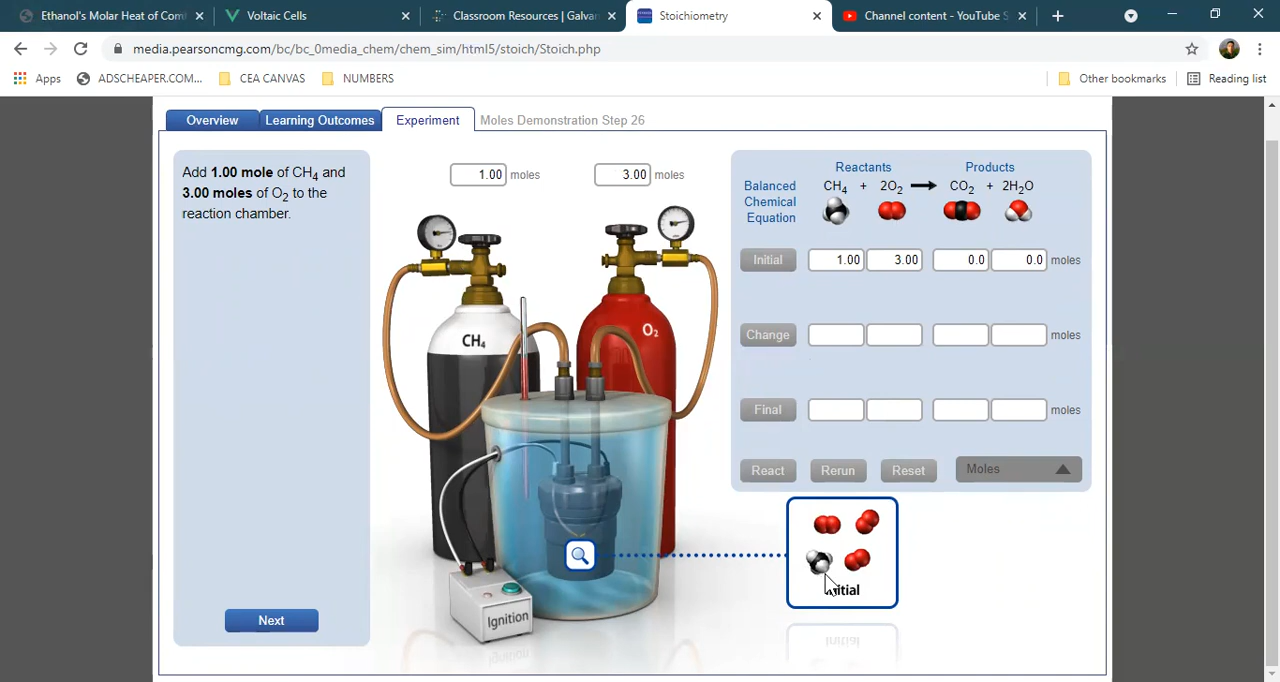 Ethanol's Molar Heat of Com
Voltaic Cells
Classroom Resources | Galvan
Stoichiometry
Channel content - YouTube S
media.pearsoncmg.com/bc/bc_0media_chem/chem_sim/html5/stoich/Stoich.php
Apps
ADSCHEAPER.COM...
CEA CANVAS
NUMBERS
Other bookmarks
Reading list
Overview
Learning Outcomes
Experiment
Moles Demonstration Step 26
Add 1.00 mole of CH₄ and
3.00 moles of O₂ to the
reaction chamber.
Next
1.00 moles
3.00 moles
CH₄
O₂
Ignition
Reactants
Products
Balanced
Chemical
Equation
CH₄ + 2O₂ → CO₂ + 2H₂O
Initial 1.00 3.00 0.0 0.0 moles
Change moles
Final moles
React
Rerun
Reset
Moles
Initial
Initial